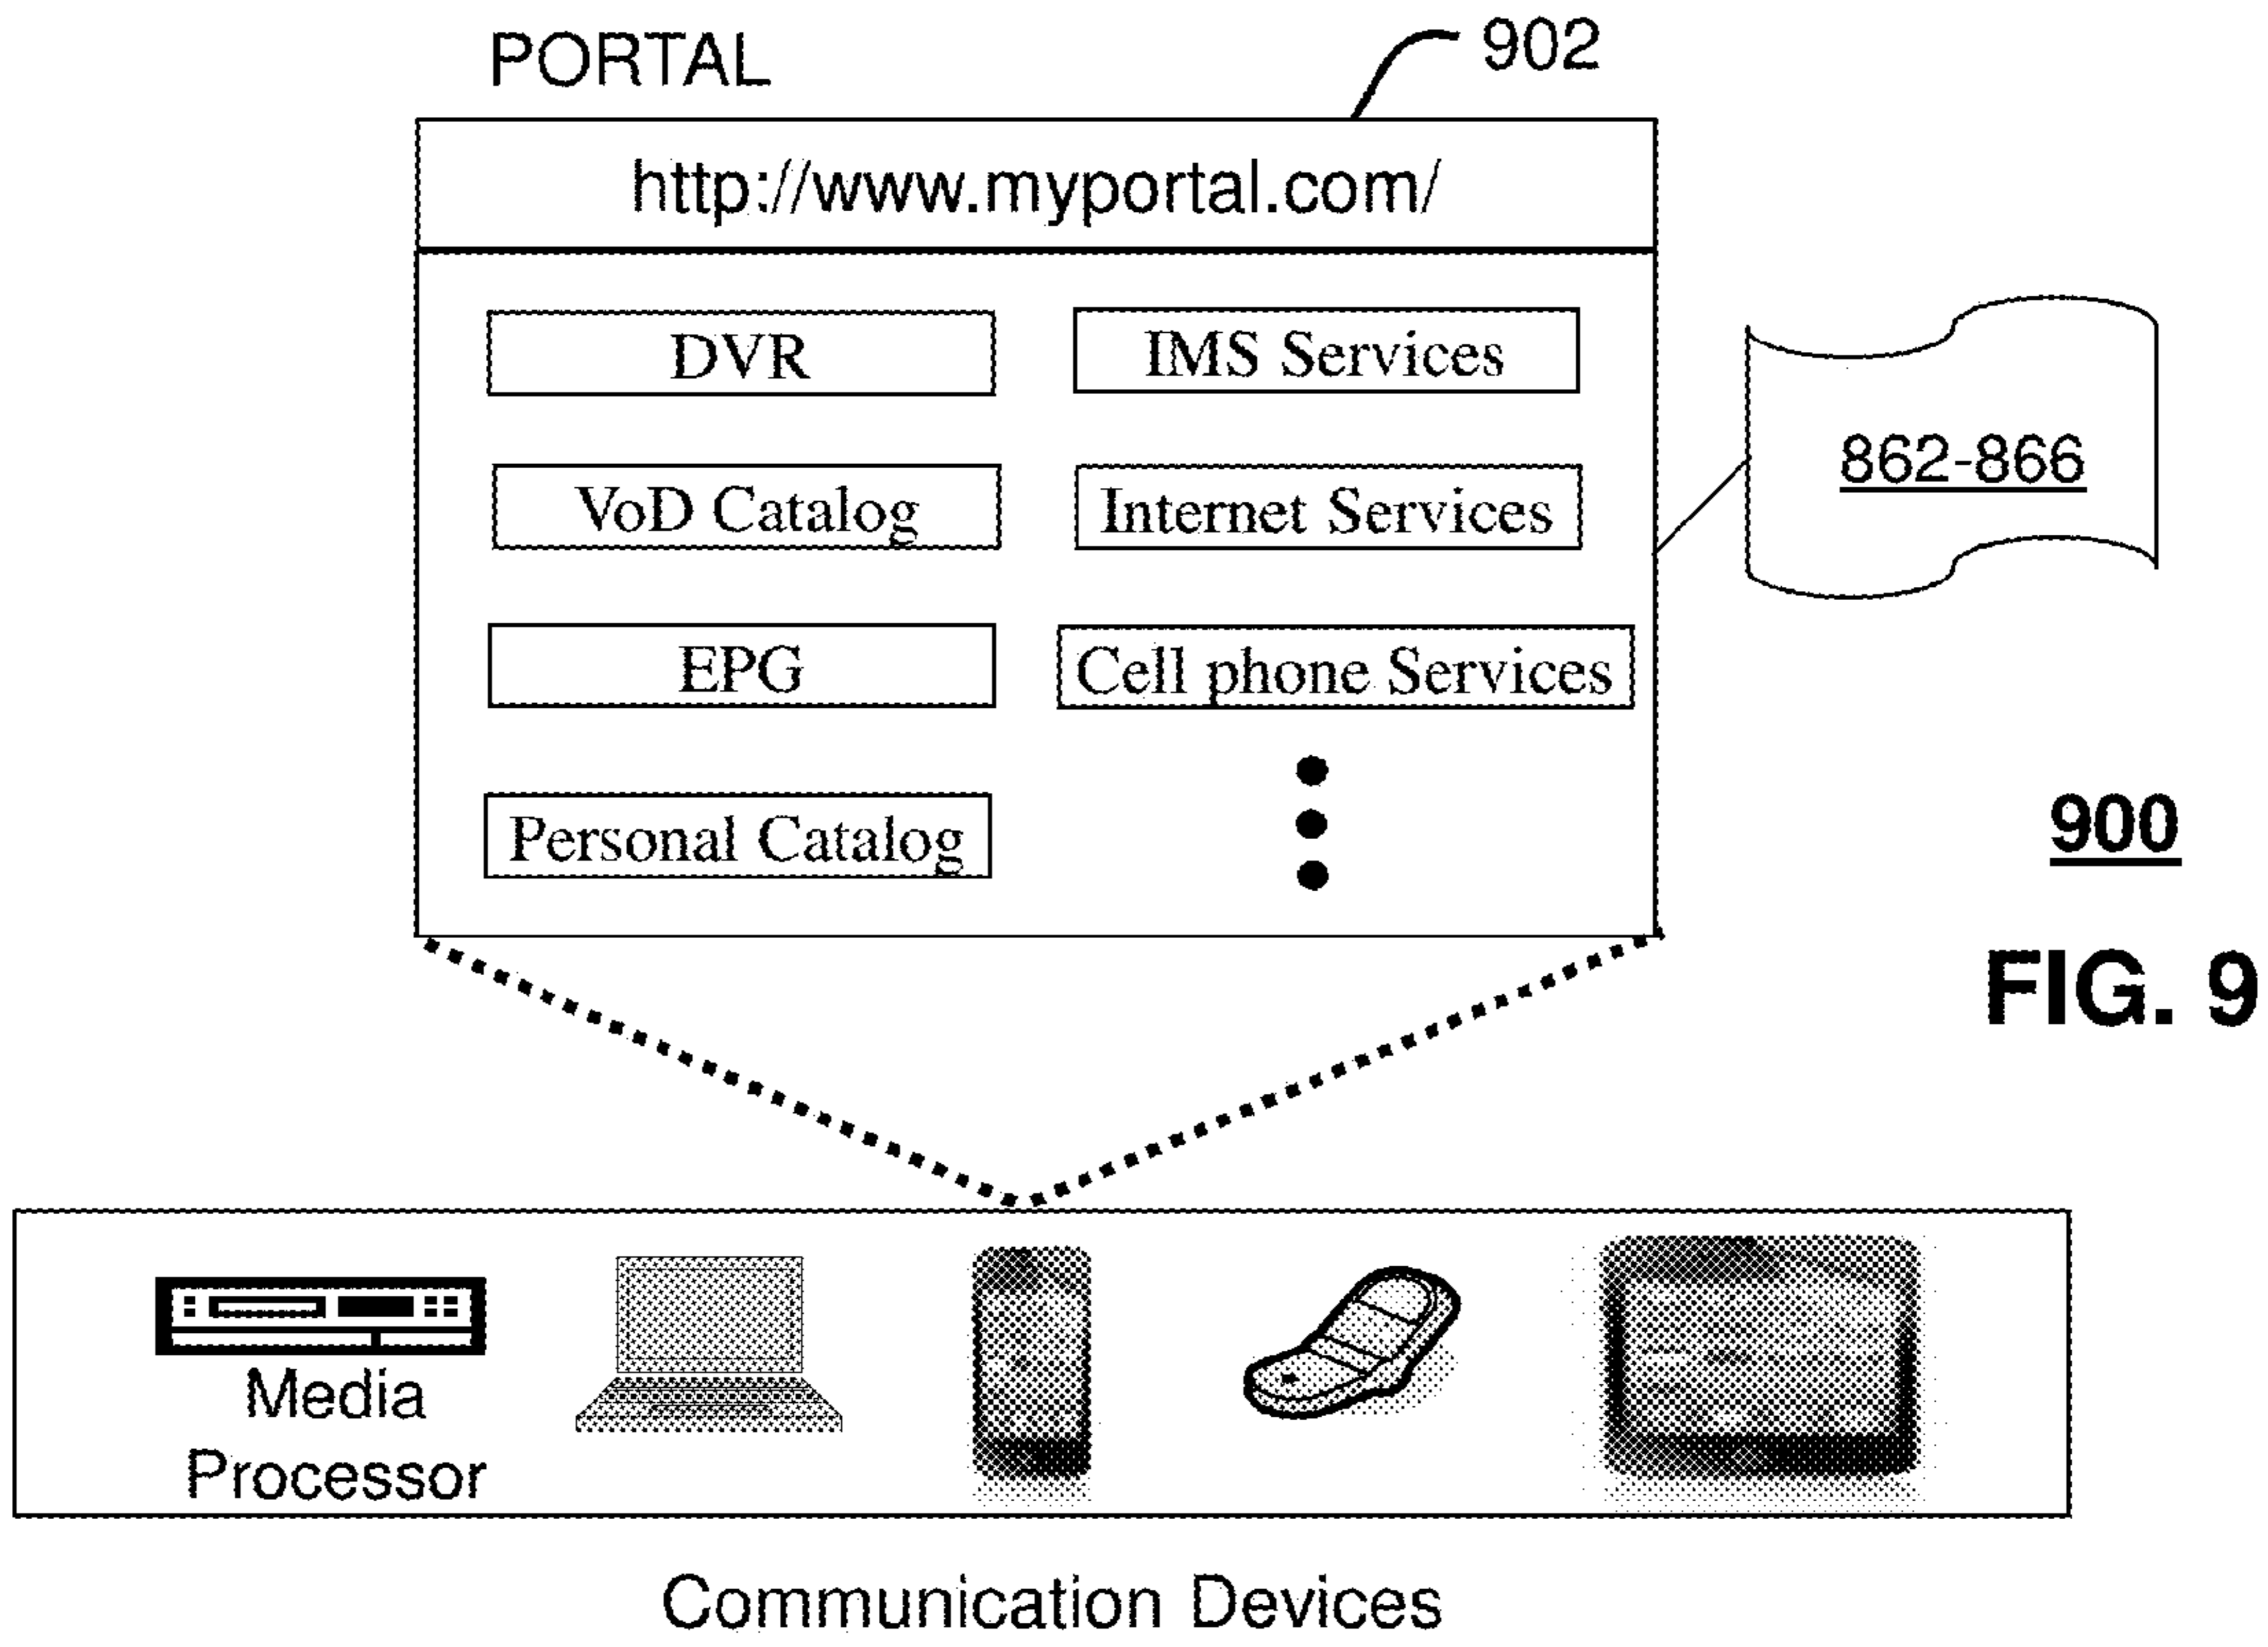 PORTAL
902
http://www.myportal.com/
DVR
IMS Services
VoD Catalog
Internet Services
862-866
EPG
Cell phone Services
Personal Catalog
900
FIG. 9
Media
Processor
Communication Devices